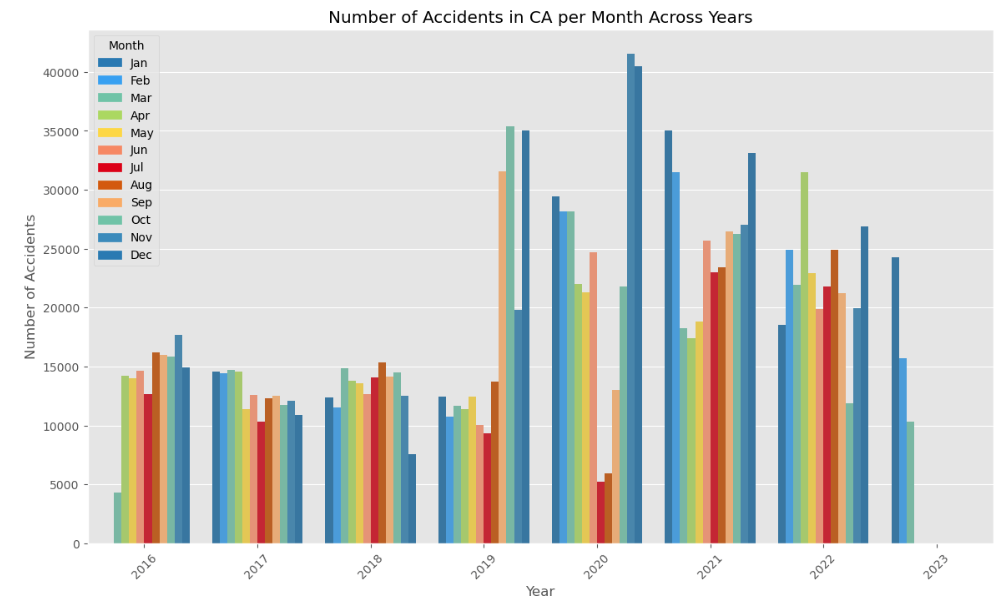 Number of Accidents in CA per Month Across Years
Month
Jan
Feb
Mar
Apr
May
Jun
Jul
Aug
Sep
Oct
Nov
Dec
40000
35000
30000
25000
20000
15000
10000
5000
0
Number of Accidents
2016
2017
2018
2019
2020
2021
2022
2023
Year